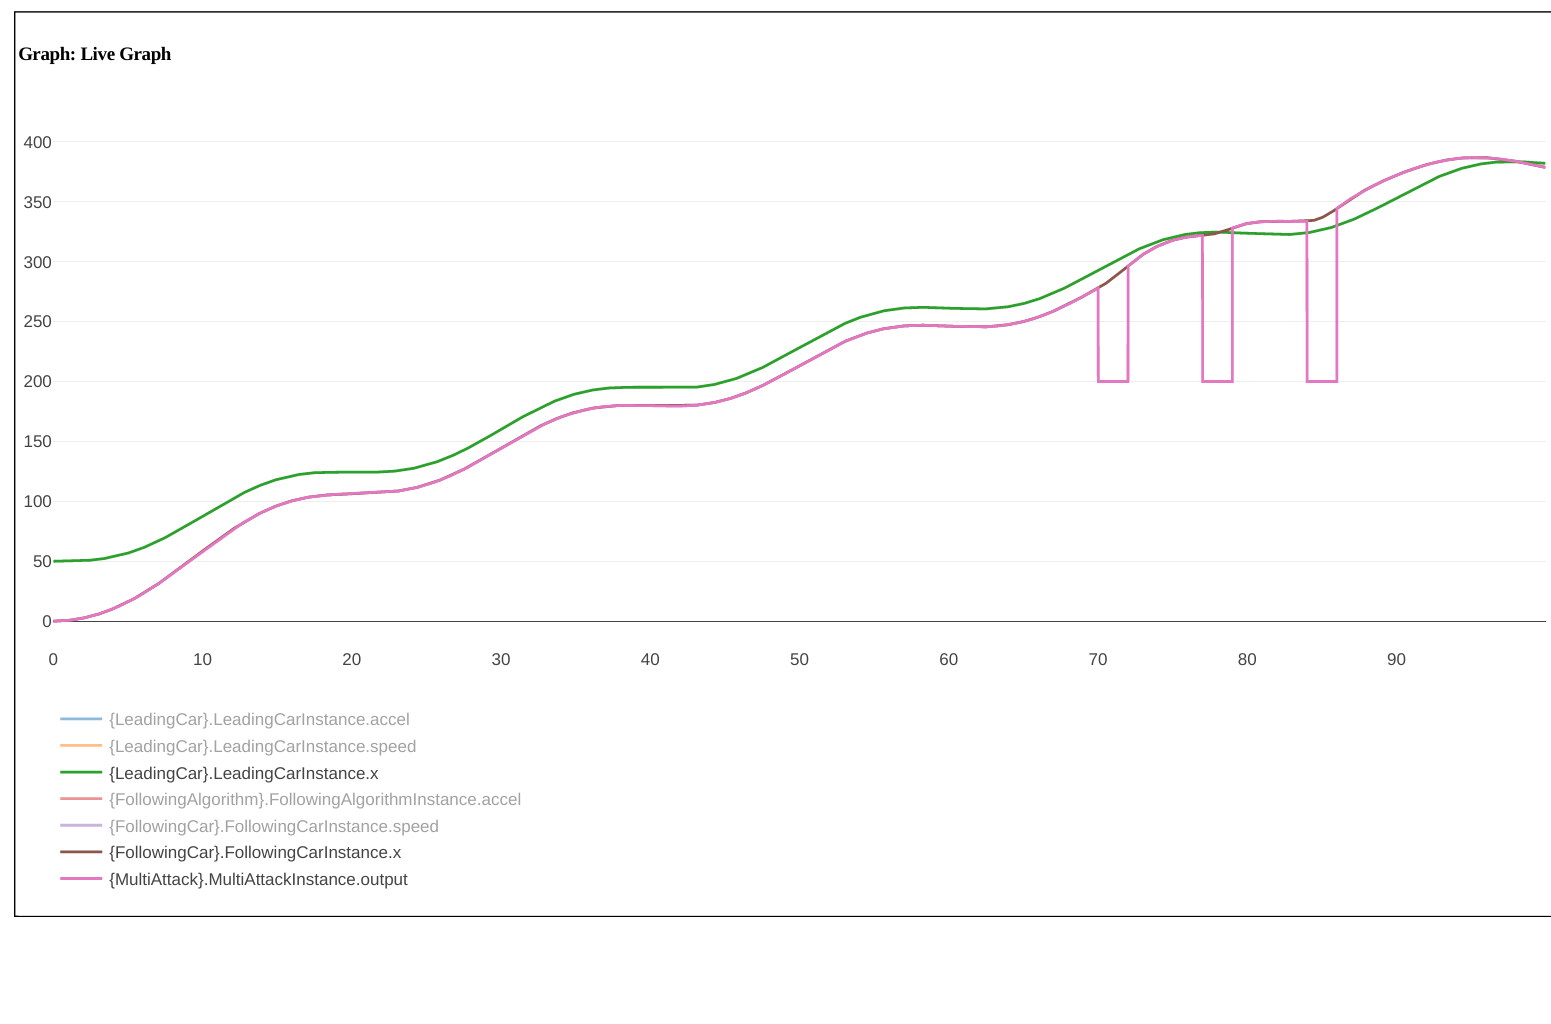 Graph: Live Graph
400
350
300
250
200
150
100
50
0
0 10 20 30 40 50 60 70 80 90
{LeadingCar}.LeadingCarInstance.accel
{LeadingCar}.LeadingCarInstance.speed
{LeadingCar}.LeadingCarInstance.x
{FollowingAlgorithm}.FollowingAlgorithmInstance.accel
{FollowingCar}.FollowingCarInstance.speed
{FollowingCar}.FollowingCarInstance.x
{MultiAttack}.MultiAttackInstance.output